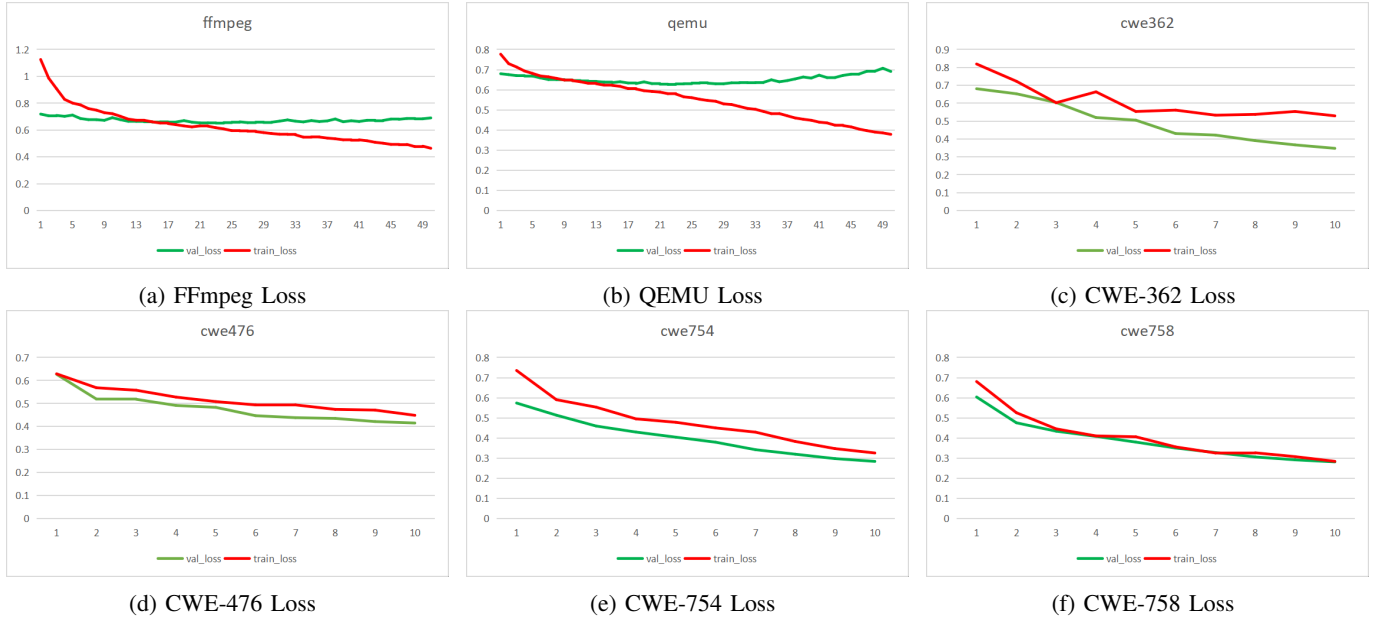 ffmpeg
1.2
1
0.8
0.6
0.4
0.2
0
1 5 9 13 17 21 25 29 33 37 41 45 49
val_loss train_loss
(a) FFmpeg Loss
qemu
0.8
0.7
0.6
0.5
0.4
0.3
0.2
0.1
0
1 5 9 13 17 21 25 29 33 37 41 45 49
val_loss train_loss
(b) QEMU Loss
cwe362
0.9
0.8
0.7
0.6
0.5
0.4
0.3
0.2
0.1
0
1 2 3 4 5 6 7 8 9 10
val_loss train_loss
(c) CWE-362 Loss
cwe476
0.7
0.6
0.5
0.4
0.3
0.2
0.1
0
1 2 3 4 5 6 7 8 9 10
val_loss train_loss
(d) CWE-476 Loss
cwe754
0.8
0.7
0.6
0.5
0.4
0.3
0.2
0.1
0
1 2 3 4 5 6 7 8 9 10
val_loss train_loss
(e) CWE-754 Loss
cwe758
0.8
0.7
0.6
0.5
0.4
0.3
0.2
0.1
0
1 2 3 4 5 6 7 8 9 10
val_loss train_loss
(f) CWE-758 Loss